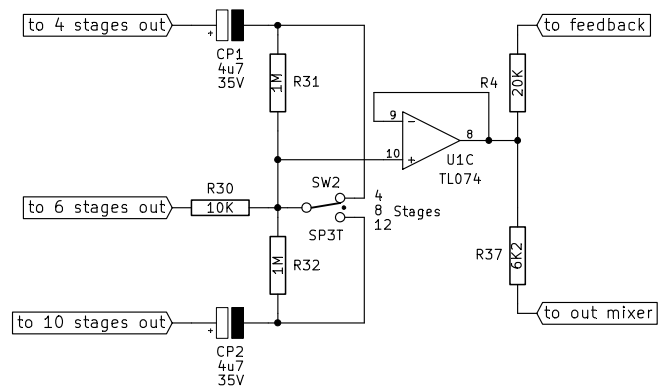 to 4 stages out
+
CP1
4u7
35V
1M
R31
to feedback
R4
20K
9
−
10
+
8
U1C
TL074
to 6 stages out
R30
10K
SW2
SP3T
4
8 Stages
12
R37
6K2
1M
R32
to 10 stages out
+
CP2
4u7
35V
to out mixer